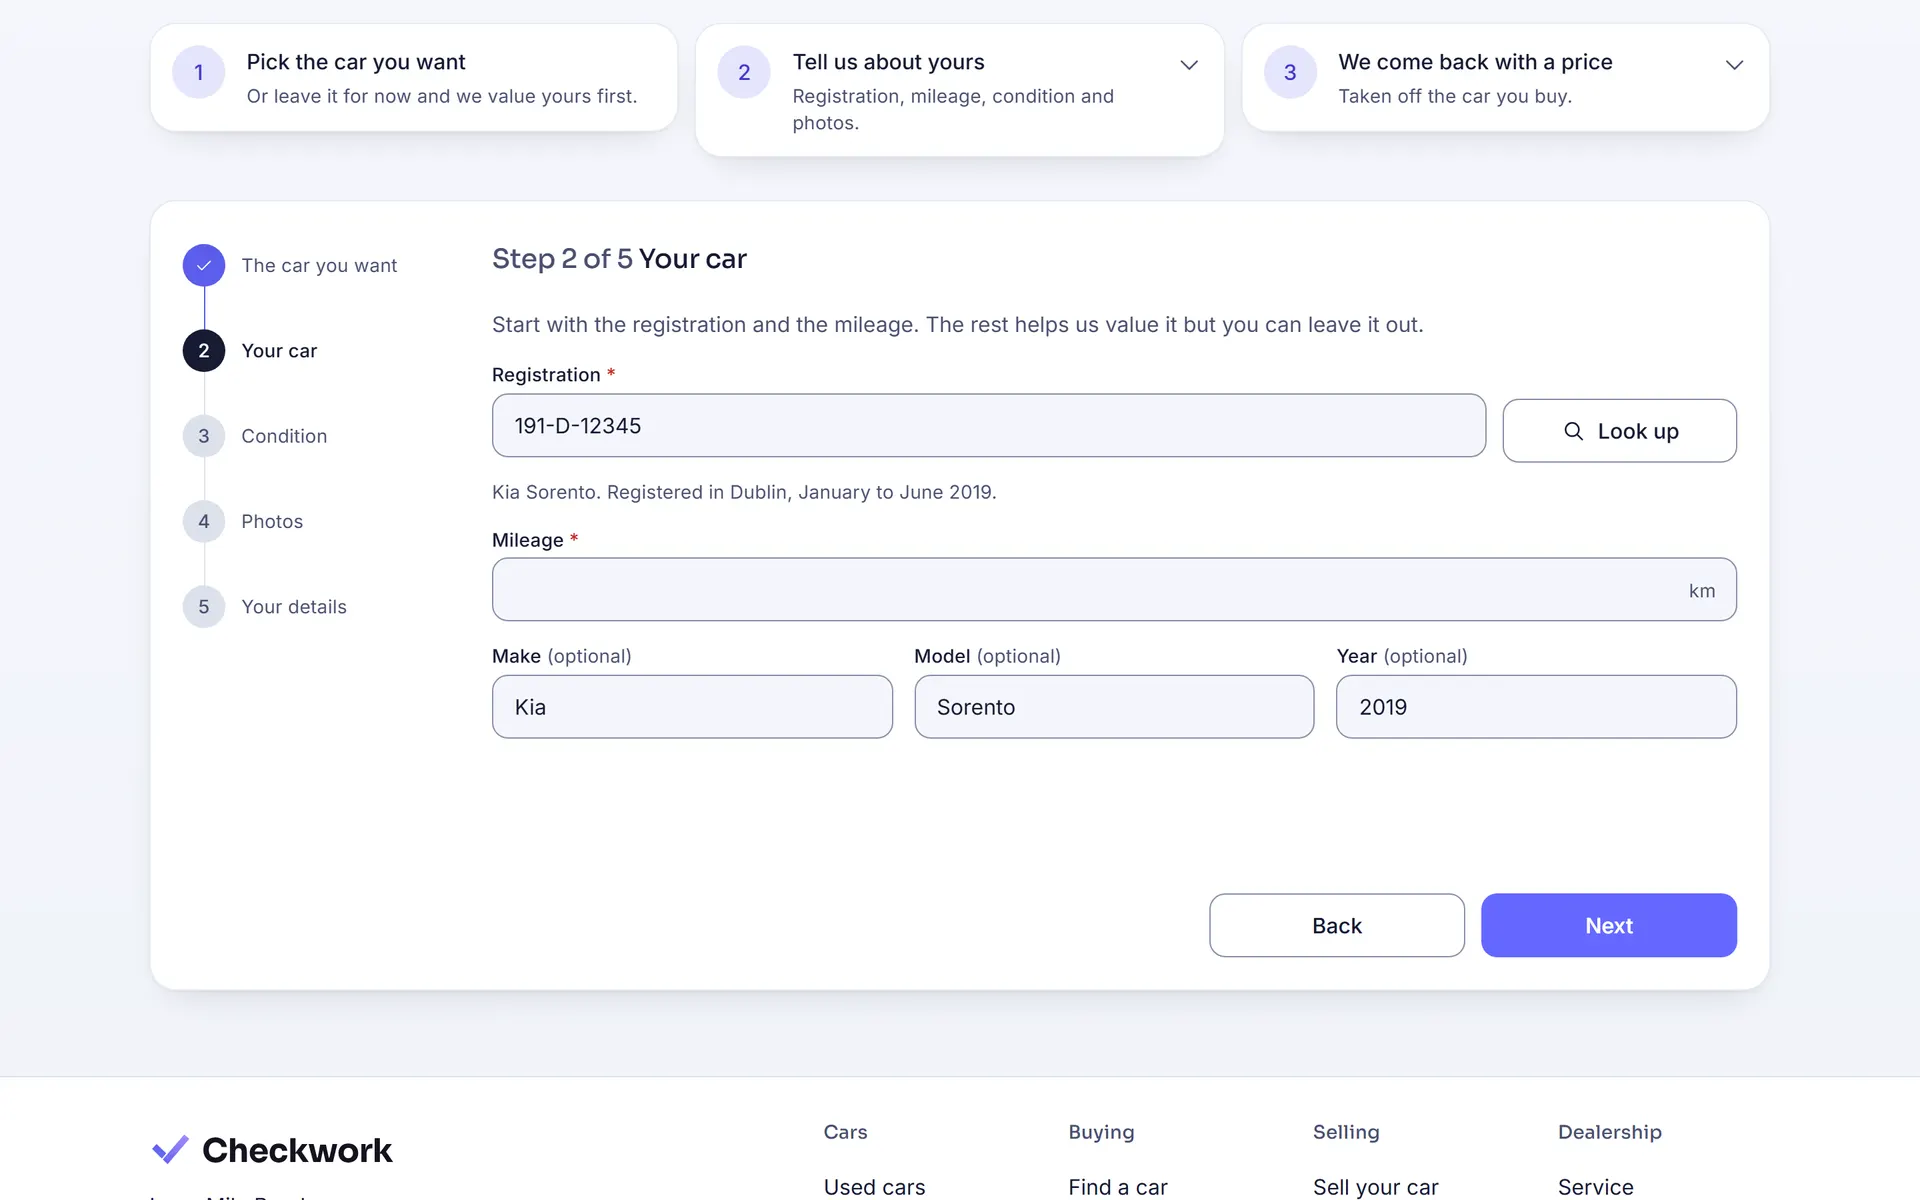 1
Pick the car you want
Or leave it for now and we value yours first.
2
Tell us about yours
Registration, mileage, condition and
photos.
3
We come back with a price
Taken off the car you buy.
The car you want
2 Your car
3 Condition
4 Photos
5 Your details
Step 2 of 5 Your car
Start with the registration and the mileage. The rest helps us value it but you can leave it out.
Registration *
191-D-12345
Look up
Kia Sorento. Registered in Dublin, January to June 2019.
Mileage *
km
Make (optional)
Kia
Model (optional)
Sorento
Year (optional)
2019
Back
Next
Checkwork
Cars
Used cars
Buying
Find a car
Selling
Sell your car
Dealership
Service